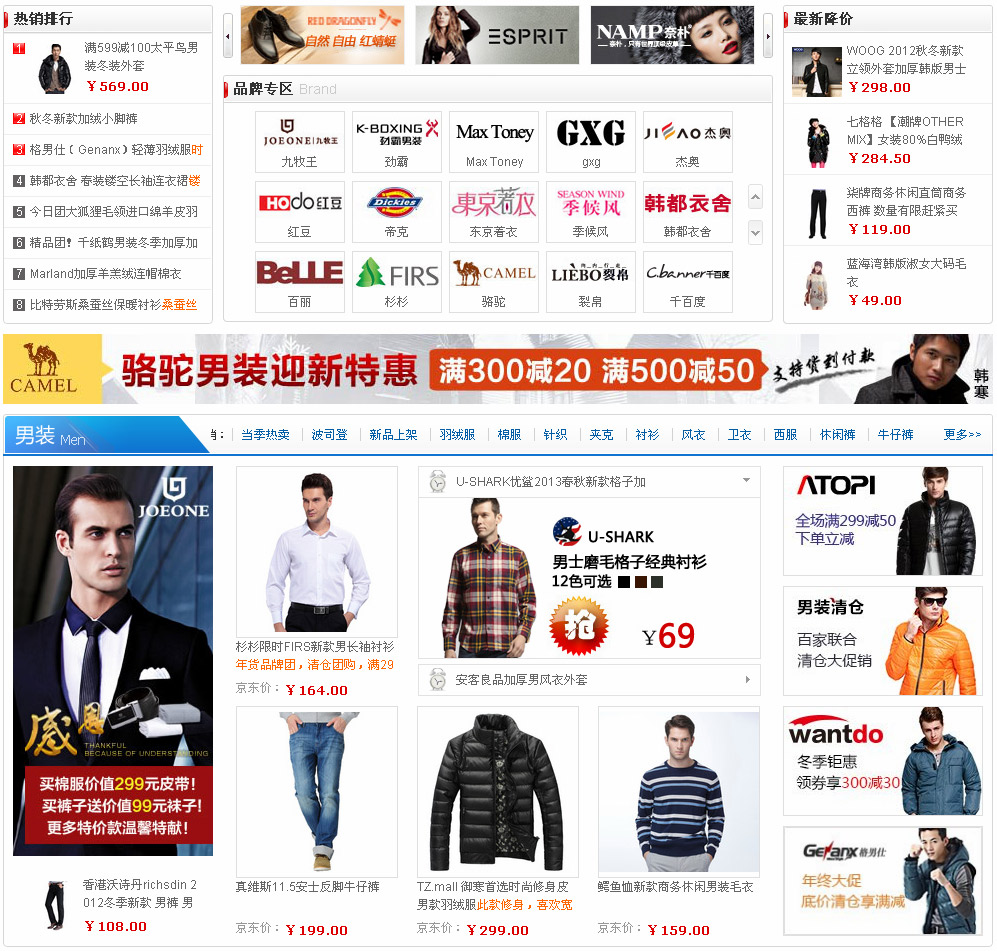 热销排行
1
满599减100太平鸟男
装冬装外套
￥569.00
2 秋冬新款加绒小脚裤
3 格男仕（Genanx）轻薄羽绒服时
4 韩都衣舍 春装镂空长袖连衣裙镂
5 今日团大狐狸毛领进口绵羊皮羽
6 精品团！千纸鹤男装冬季加厚加
7 Marland加厚羊羔绒连帽棉衣
8 比特劳斯桑蚕丝保暖衬衫桑蚕丝
RED DRAGONFLY
自然 自由 红蜻蜓
ESPRIT
NAMP 奈朴
品牌专区 Brand
JOEONE 九牧王
K-BOXING 劲霸男装
Max Toney
GXG
JIEAO 杰奥
九牧王
劲霸
Max Toney
gxg
杰奥
HOdo 红豆
Dickies
東京著衣
SEASON WIND
季候风
韩都衣舍
红豆
帝克
东京着衣
季候风
韩都衣舍
BeLLE
FIRS
CAMEL
LIEBO 裂帛
C.banner 千百度
百丽
杉杉
骆驼
裂帛
千百度
最新降价
WOOG 2012秋冬新款
立领外套加厚韩版男士
￥298.00
七格格【潮牌OTHER
MIX】女装80%白鸭绒
￥284.50
柒牌商务休闲直筒商务
西裤 数量有限赶紧买
￥119.00
蓝海湾韩版淑女大码毛
衣
￥49.00
CAMEL
骆驼男装迎新特惠
满300减20 满500减50
支持货到付款
韩寒
男装 Men
销：
当季热卖
波司登
新品上架
羽绒服
棉服
针织
夹克
衬衫
风衣
卫衣
西服
休闲裤
牛仔裤
更多>>
JOEONE
感恩
THANKFUL
BECAUSE OF UNDERSTANDING
买棉服价值299元皮带！
买裤子送价值99元袜子！
更多特价款温馨特献！
香港沃诗丹richsdin 2
012冬季新款 男裤 男
￥108.00
杉杉限时FIRS新款男长袖衬衫
年货品牌团，清仓团购，满29
京东价：￥164.00
U-SHARK优鲨2013春秋新款格子加
U-SHARK
男士磨毛格子经典衬衫
12色可选
抢
￥69
安客良品加厚男风衣外套
真维斯11.5安士反脚牛仔裤
京东价：￥199.00
TZ.mall 御寒首选时尚修身皮
男款羽绒服此款修身，喜欢宽
京东价：￥299.00
鳄鱼恤新款商务休闲男装毛衣
京东价：￥159.00
ATOPI
全场满299减50
下单立减
男装清仓
百家联合
清仓大促销
wantdo
冬季钜惠
领券享300减30
Genanx 格男仕
年终大促
底价清仓享满减